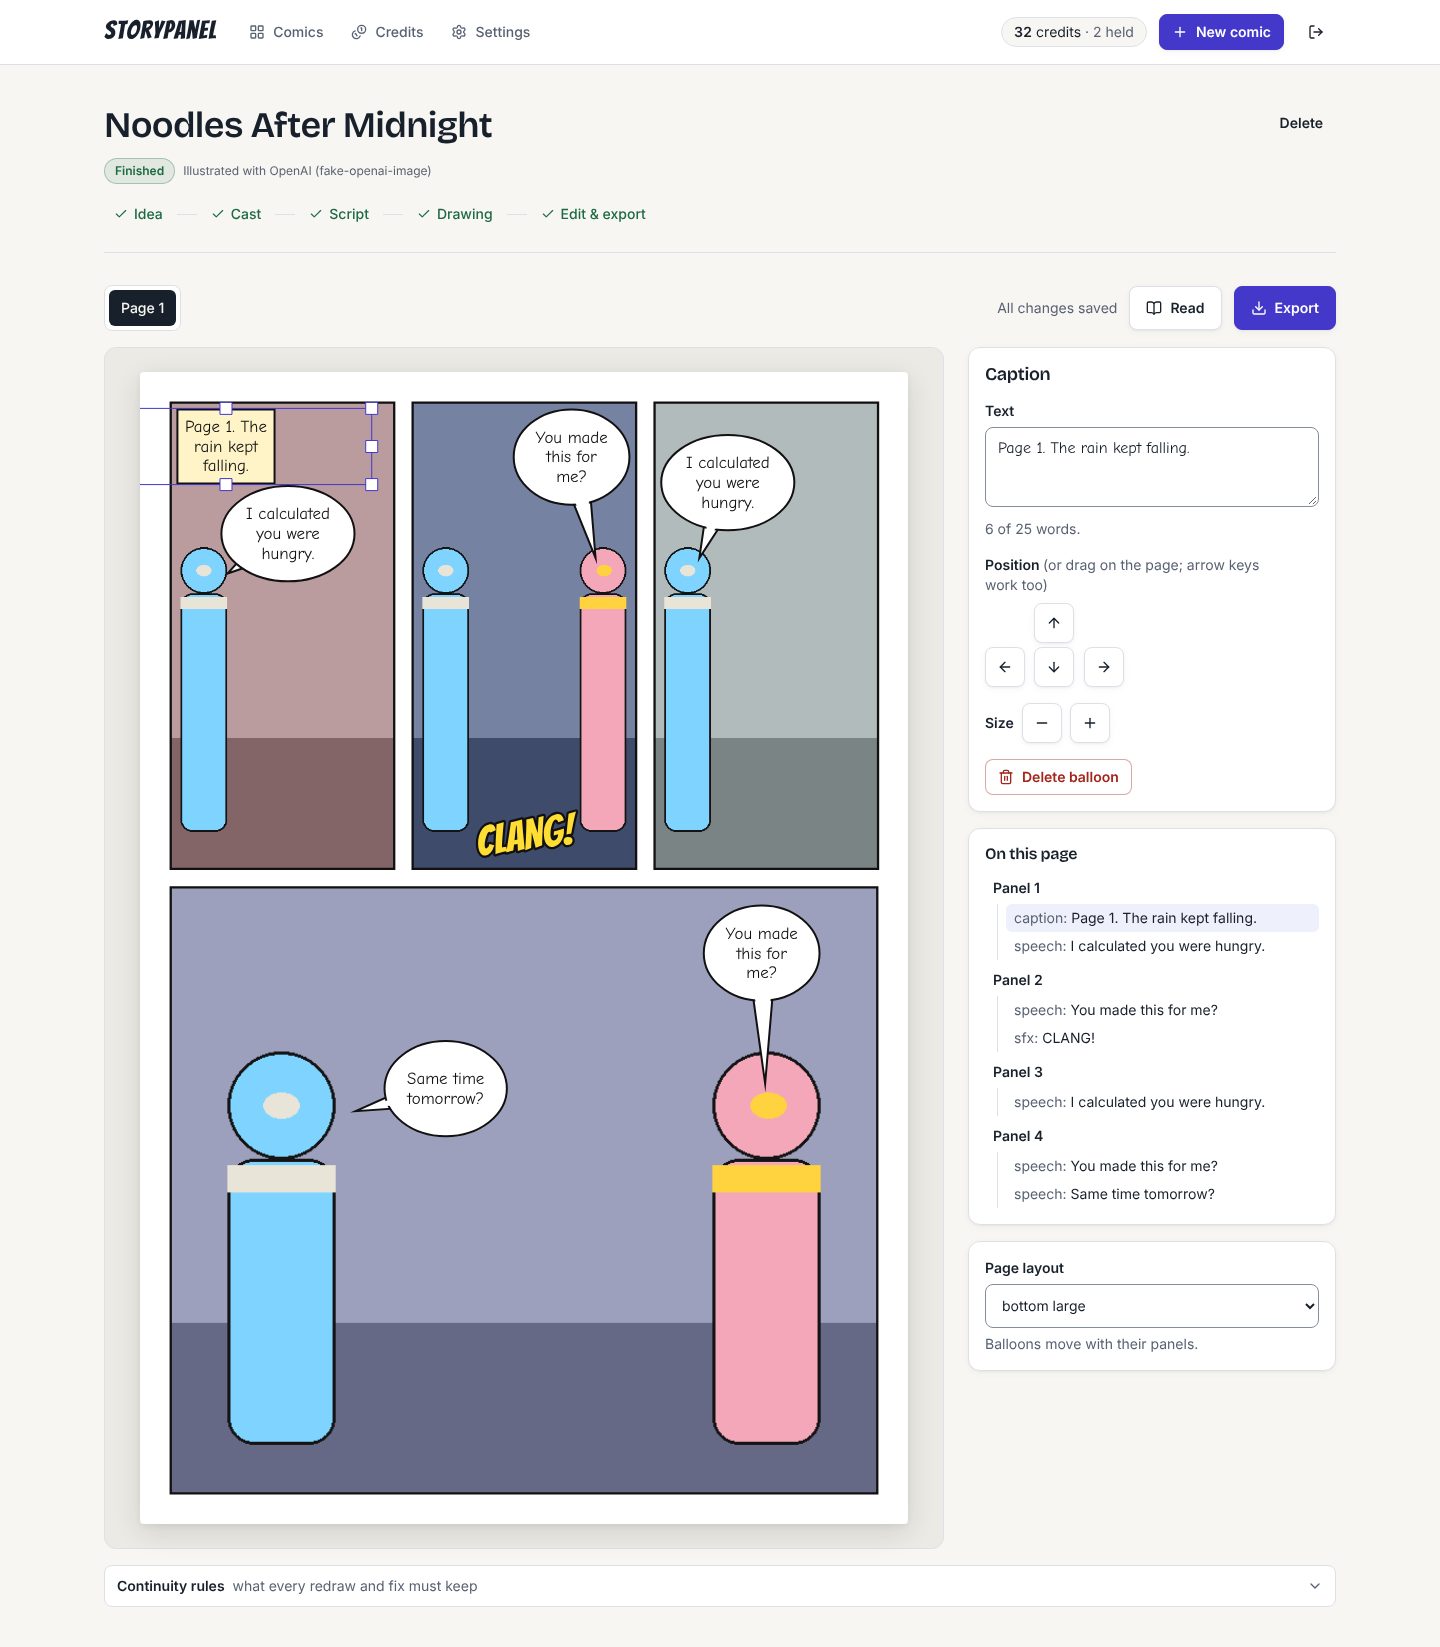 STORYPANEL
Comics
Credits
Settings
32 credits · 2 held
New comic
Noodles After Midnight
Delete
Finished
Illustrated with OpenAI (fake-openai-image)
Idea
Cast
Script
Drawing
Edit & export
Page 1
All changes saved
Read
Export
Page 1. The
rain kept
falling.
I calculated
you were
hungry.
You made
this for
me?
CLANG!
I calculated
you were
hungry.
You made
this for
me?
Same time
tomorrow?
Caption
Text
Page 1. The rain kept falling.
6 of 25 words.
Position (or drag on the page; arrow keys
work too)
Size
Delete balloon
On this page
Panel 1
caption: Page 1. The rain kept falling.
speech: I calculated you were hungry.
Panel 2
speech: You made this for me?
sfx: CLANG!
Panel 3
speech: I calculated you were hungry.
Panel 4
speech: You made this for me?
speech: Same time tomorrow?
Page layout
bottom large
Balloons move with their panels.
Continuity rules what every redraw and fix must keep